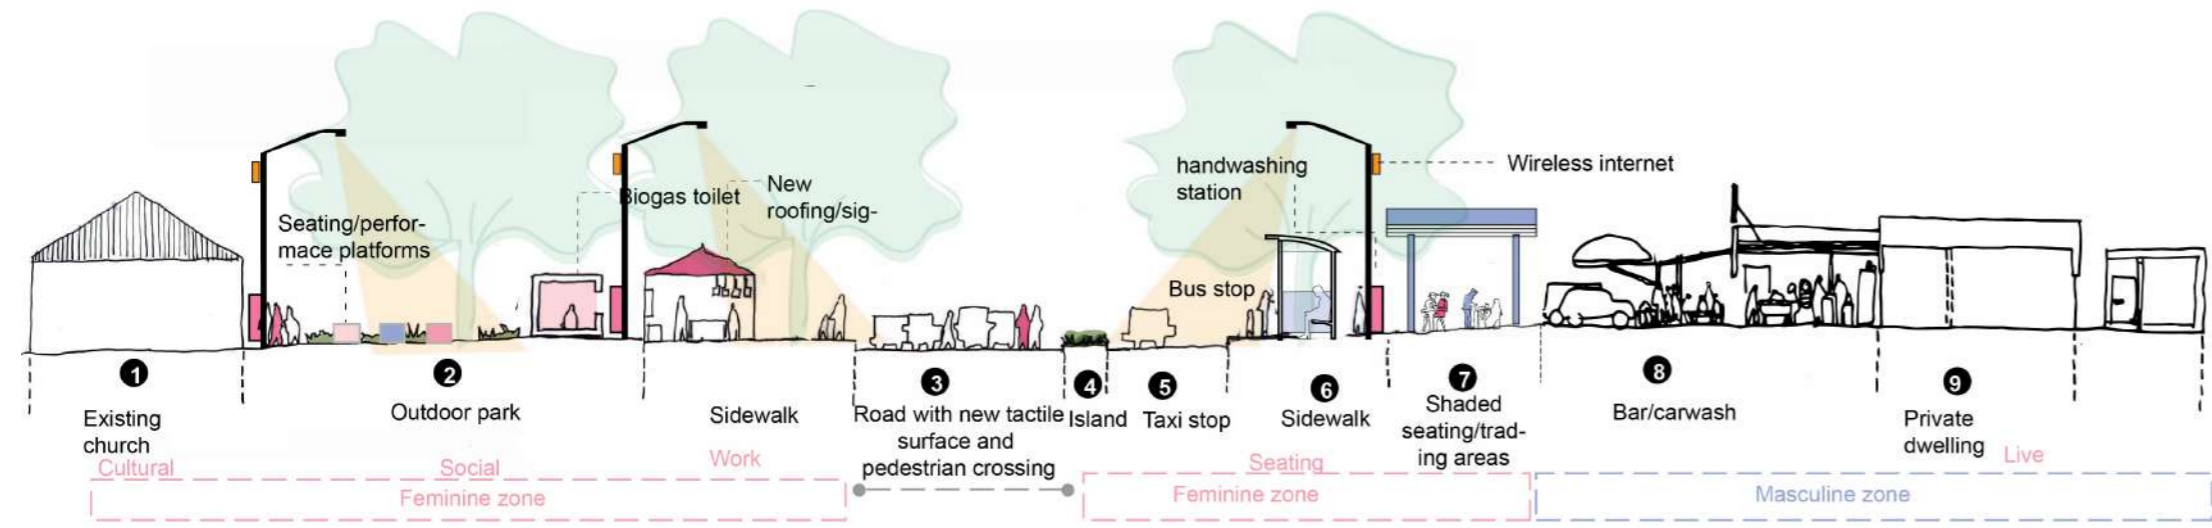 handwashing
station
Wireless internet
Biogas toilet
New
roofing/sig-
Seating/perfor-
mace platforms
Bus stop
1
2
3
4
5
6
7
8
9
Existing
church
Outdoor park
Sidewalk
Road with new tactile
surface and
pedestrian crossing
Island
Taxi stop
Sidewalk
Shaded
seating/trad-
ing areas
Bar/carwash
Private
dwelling
Cultural
Social
Work
Seating
Live
Feminine zone
Feminine zone
Masculine zone